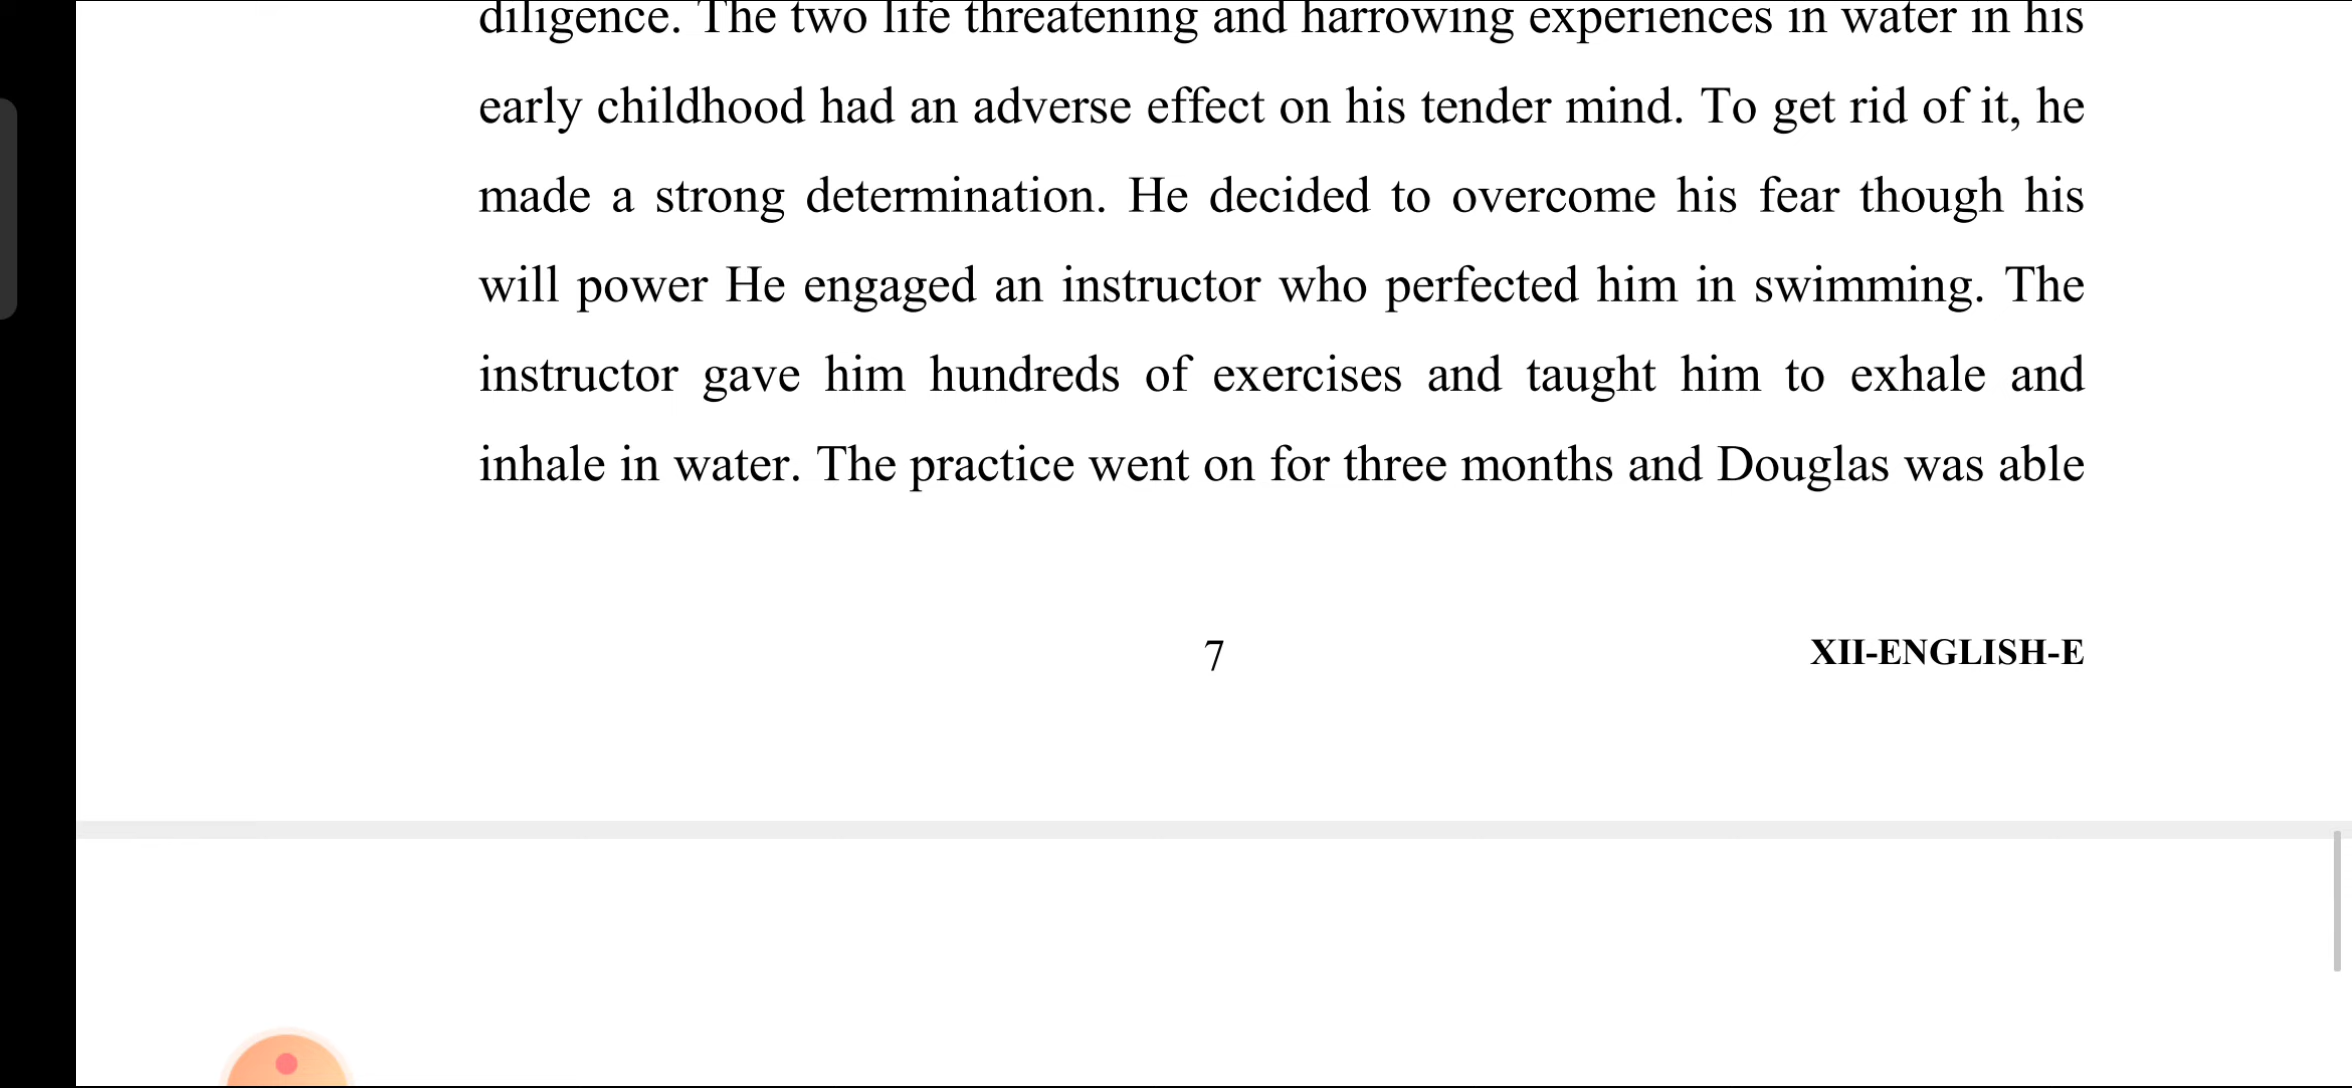 diligence. The two life threatening and harrowing experiences in water in his
early childhood had an adverse effect on his tender mind. To get rid of it, he
made a strong determination. He decided to overcome his fear though his
will power He engaged an instructor who perfected him in swimming. The
instructor gave him hundreds of exercises and taught him to exhale and
inhale in water. The practice went on for three months and Douglas was able
7
XII-ENGLISH-E